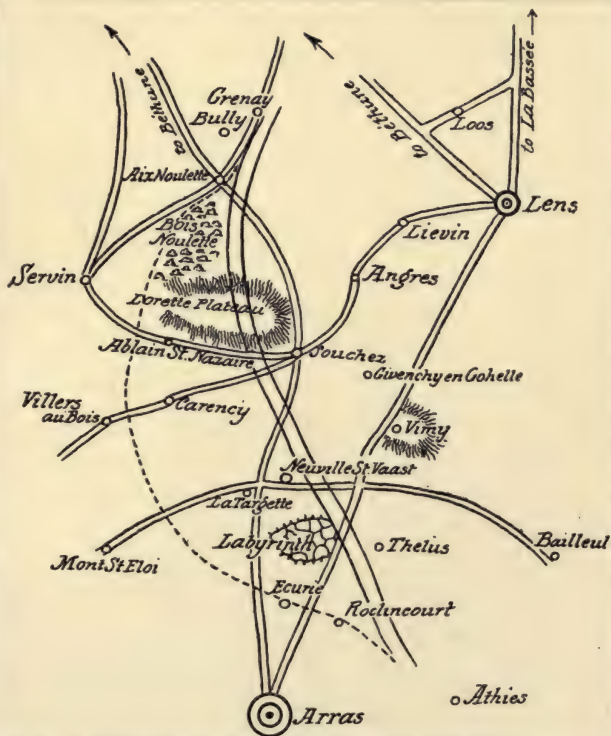 to Béthune
to Béthune
to La Bassée
Grenay
Bully
Loos
Aix Noulette
Lens
Bois
Noulette
Lievin
Servin
Angres
Lorette Plateau
Ablain St. Nazaire
Souchez
Givenchy en Gohelle
Villers
au Bois
Carency
Vimy
Neuville St. Vaast
La Targette
Labyrinth
Thelus
Bailleul
Mont St Eloi
Ecurie
Roclincourt
Athies
Arras